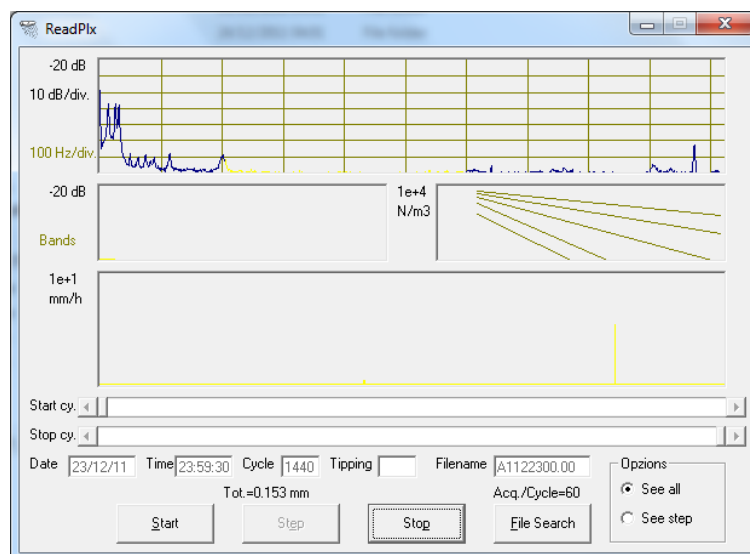 ReadPlx
-20 dB
10 dB/div.
100 Hz/div.
-20 dB
Bands
1e+4
N/m3
1e+1
mm/h
Start cy.
Stop cy.
Date 23/12/11 Time 23:59:30 Cycle 1440 Tipping Filename A1122300.00 Opzions
Tot.=0.153 mm Acq./Cycle=60 See all
Start Step Stop File Search See step